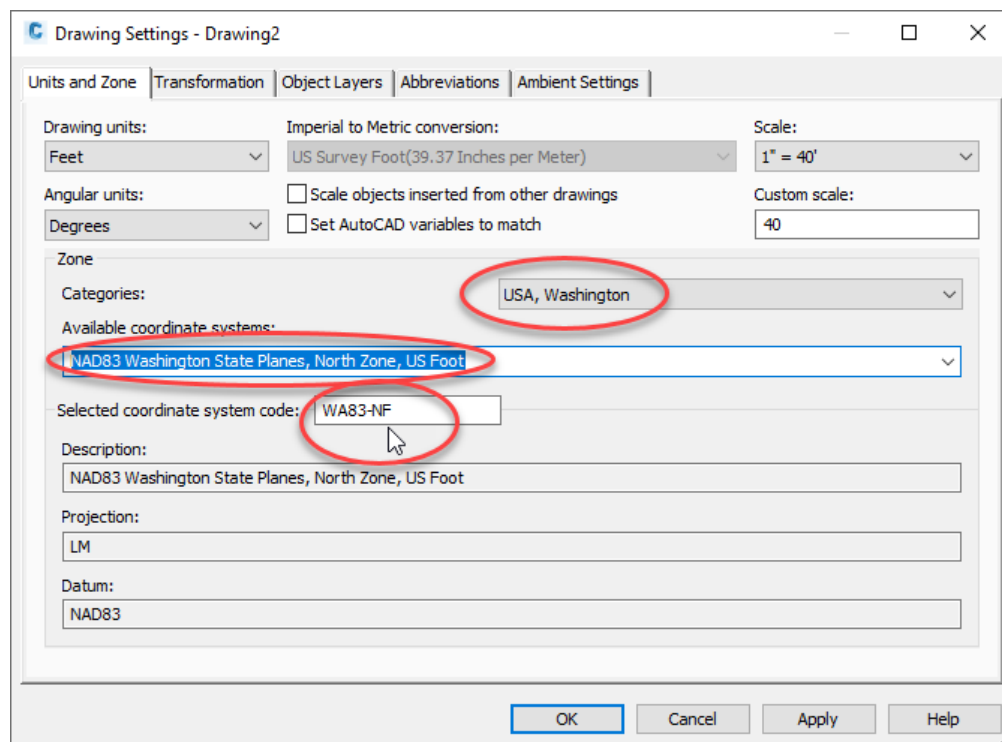 Drawing Settings - Drawing2
Units and Zone Transformation Object Layers Abbreviations Ambient Settings
Drawing units: Imperial to Metric conversion: Scale:
Feet US Survey Foot(39.37 Inches per Meter) 1" = 40'
Angular units: Scale objects inserted from other drawings Custom scale:
Degrees Set AutoCAD variables to match 40
Zone
Categories: USA, Washington
Available coordinate systems:
NAD83 Washington State Planes, North Zone, US Foot
Selected coordinate system code: WA83-NF
Description:
NAD83 Washington State Planes, North Zone, US Foot
Projection:
LM
Datum:
NAD83
OK Cancel Apply Help